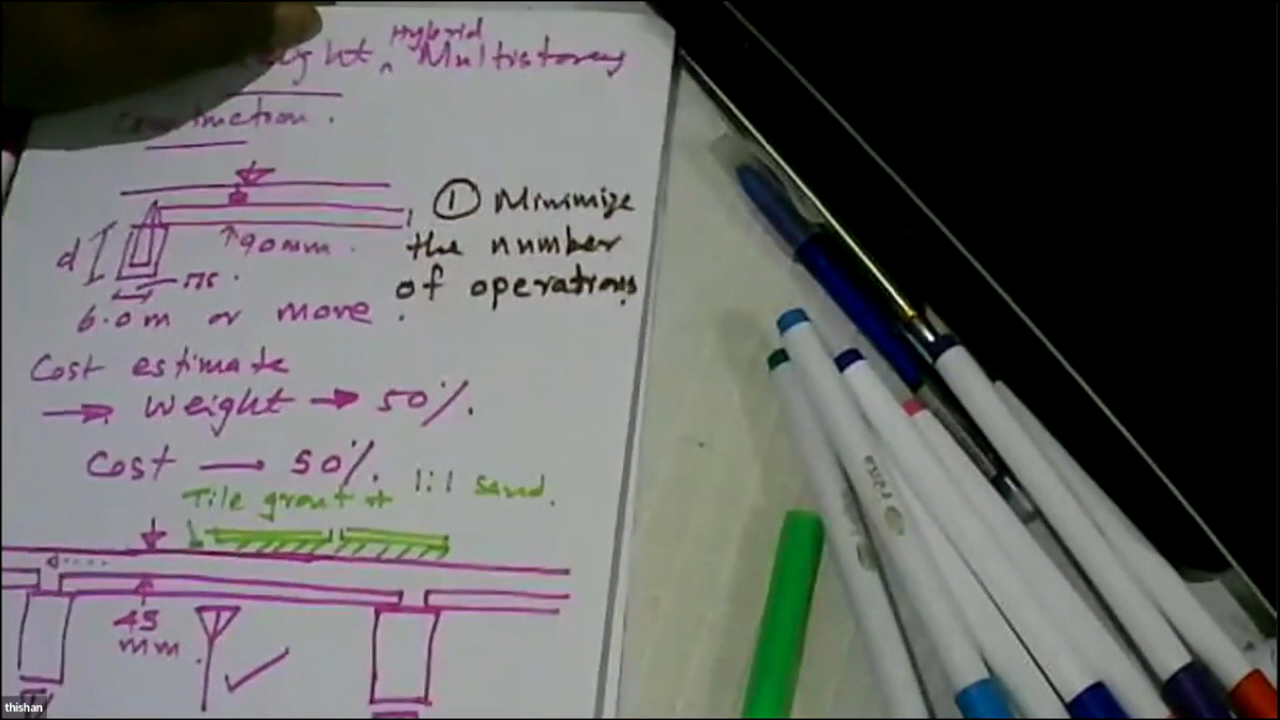 Hybrid
Multistorey
① Minimize
the number
of operations
d
90mm.
6.0m or more.
Cost estimate
→ Weight → 50%.
Cost — 50%.
Tile grout + 1:1 sand.
45
mm
thishan